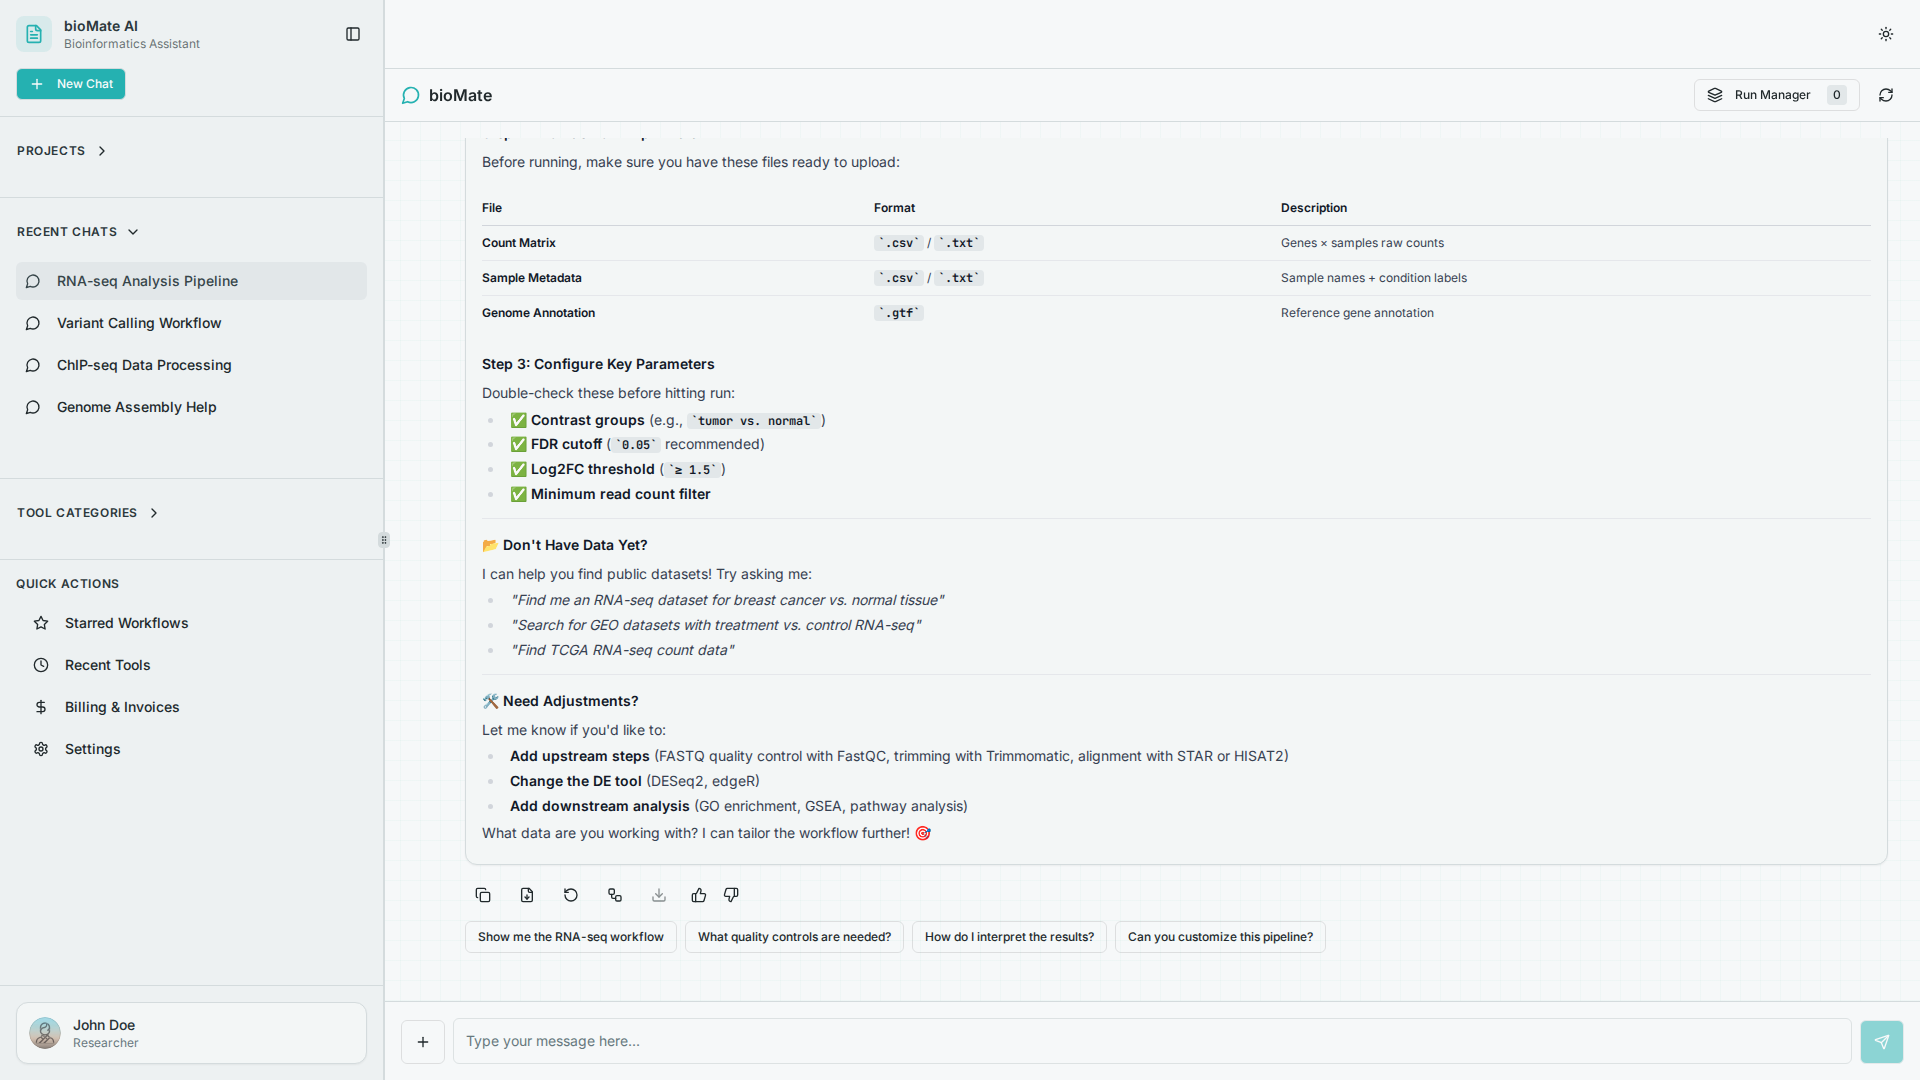 bioMate AI
Bioinformatics Assistant
New Chat
PROJECTS
RECENT CHATS
RNA-seq Analysis Pipeline
Variant Calling Workflow
ChIP-seq Data Processing
Genome Assembly Help
TOOL CATEGORIES
QUICK ACTIONS
Starred Workflows
Recent Tools
Billing & Invoices
Settings
John Doe
Researcher
bioMate
Run Manager 0
Before running, make sure you have these files ready to upload:
File Format Description
Count Matrix `.csv` / `.txt` Genes × samples raw counts
Sample Metadata `.csv` / `.txt` Sample names + condition labels
Genome Annotation `.gtf` Reference gene annotation
Step 3: Configure Key Parameters
Double-check these before hitting run:
✅ Contrast groups (e.g., `tumor vs. normal`)
✅ FDR cutoff (`0.05` recommended)
✅ Log2FC threshold (`≥ 1.5`)
✅ Minimum read count filter
📂 Don't Have Data Yet?
I can help you find public datasets! Try asking me:
"Find me an RNA-seq dataset for breast cancer vs. normal tissue"
"Search for GEO datasets with treatment vs. control RNA-seq"
"Find TCGA RNA-seq count data"
🛠️ Need Adjustments?
Let me know if you'd like to:
Add upstream steps (FASTQ quality control with FastQC, trimming with Trimmomatic, alignment with STAR or HISAT2)
Change the DE tool (DESeq2, edgeR)
Add downstream analysis (GO enrichment, GSEA, pathway analysis)
What data are you working with? I can tailor the workflow further! 🎯
Show me the RNA-seq workflow
What quality controls are needed?
How do I interpret the results?
Can you customize this pipeline?
Type your message here...